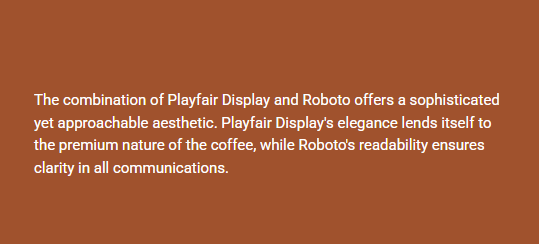 The combination of Playfair Display and Roboto offers a sophisticated
yet approachable aesthetic. Playfair Display's elegance lends itself to
the premium nature of the coffee, while Roboto's readability ensures
clarity in all communications.